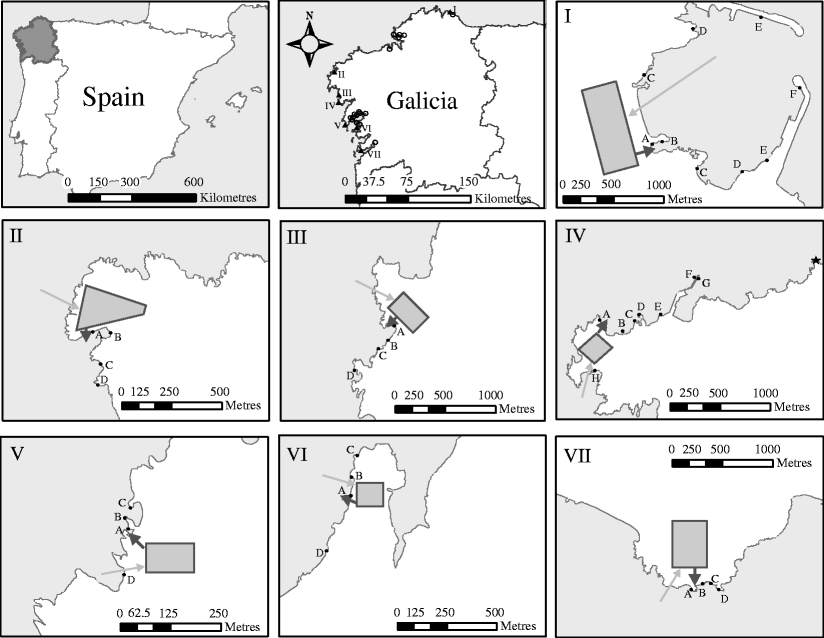 Spain
0 150 300 600
Kilometres
N
I
II
III
IV
V
VI
VII
Galicia
0 37.5 75 150
Kilometres
I
E
D
C
F
A
B
E
D
C
0 250 500 1000
Metres
II
A
B
C
D
0 125 250 500
Metres
III
A
B
C
D
0 250 500 1000
Metres
IV
F
G
A
D
C
E
B
H
0 250 500 1000
Metres
V
C
B
A
D
0 62.5 125 250
Metres
VI
C
B
A
D
0 125 250 500
Metres
VII
0 250 500 1000
Metres
C
A
B
D